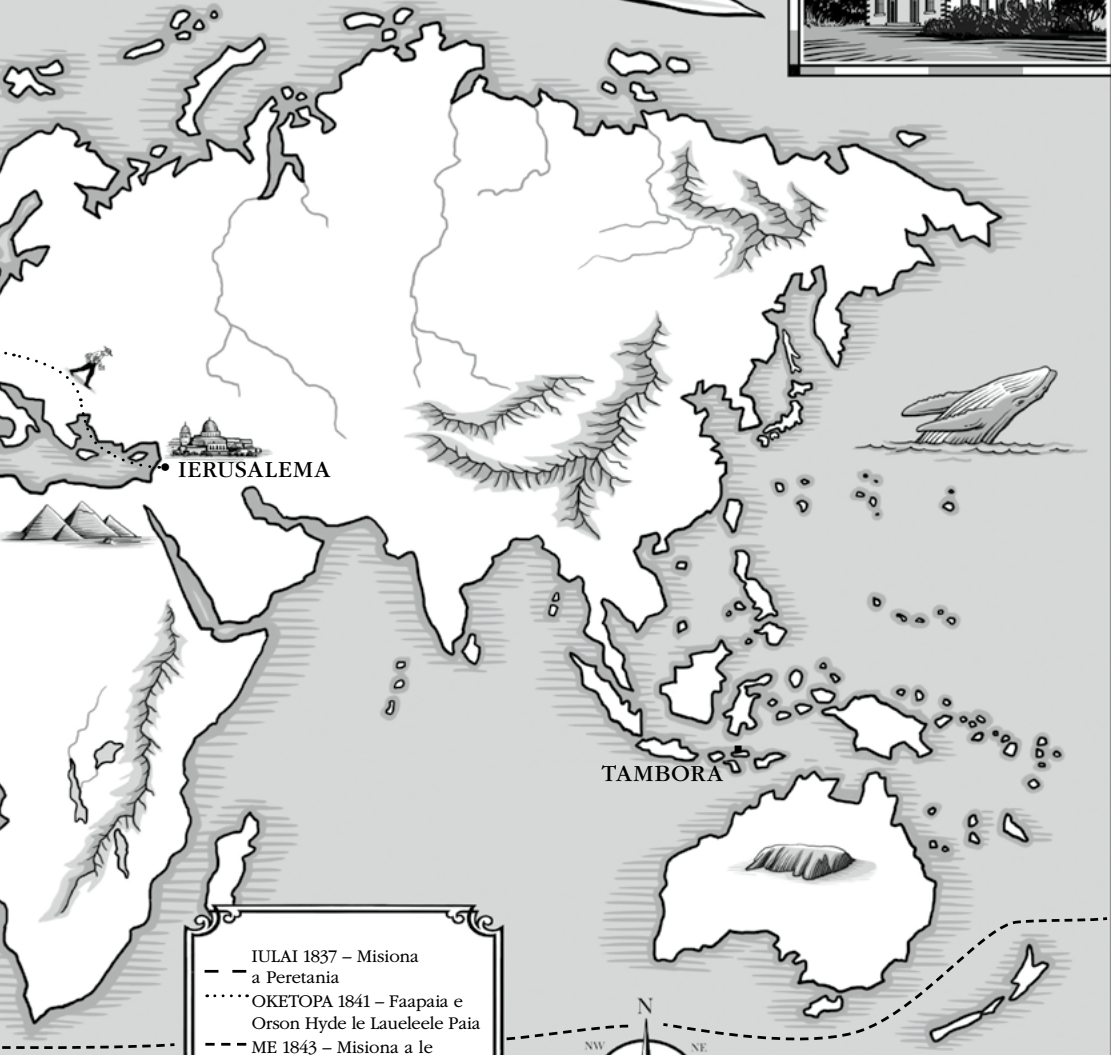 IERUSALEMA
TAMBORA
IULAI 1837 – Misiona
a Peretania
OKETOPA 1841 – Faapaia e
Orson Hyde le Laueleele Paia
ME 1843 – Misiona a le
N
NW
NE